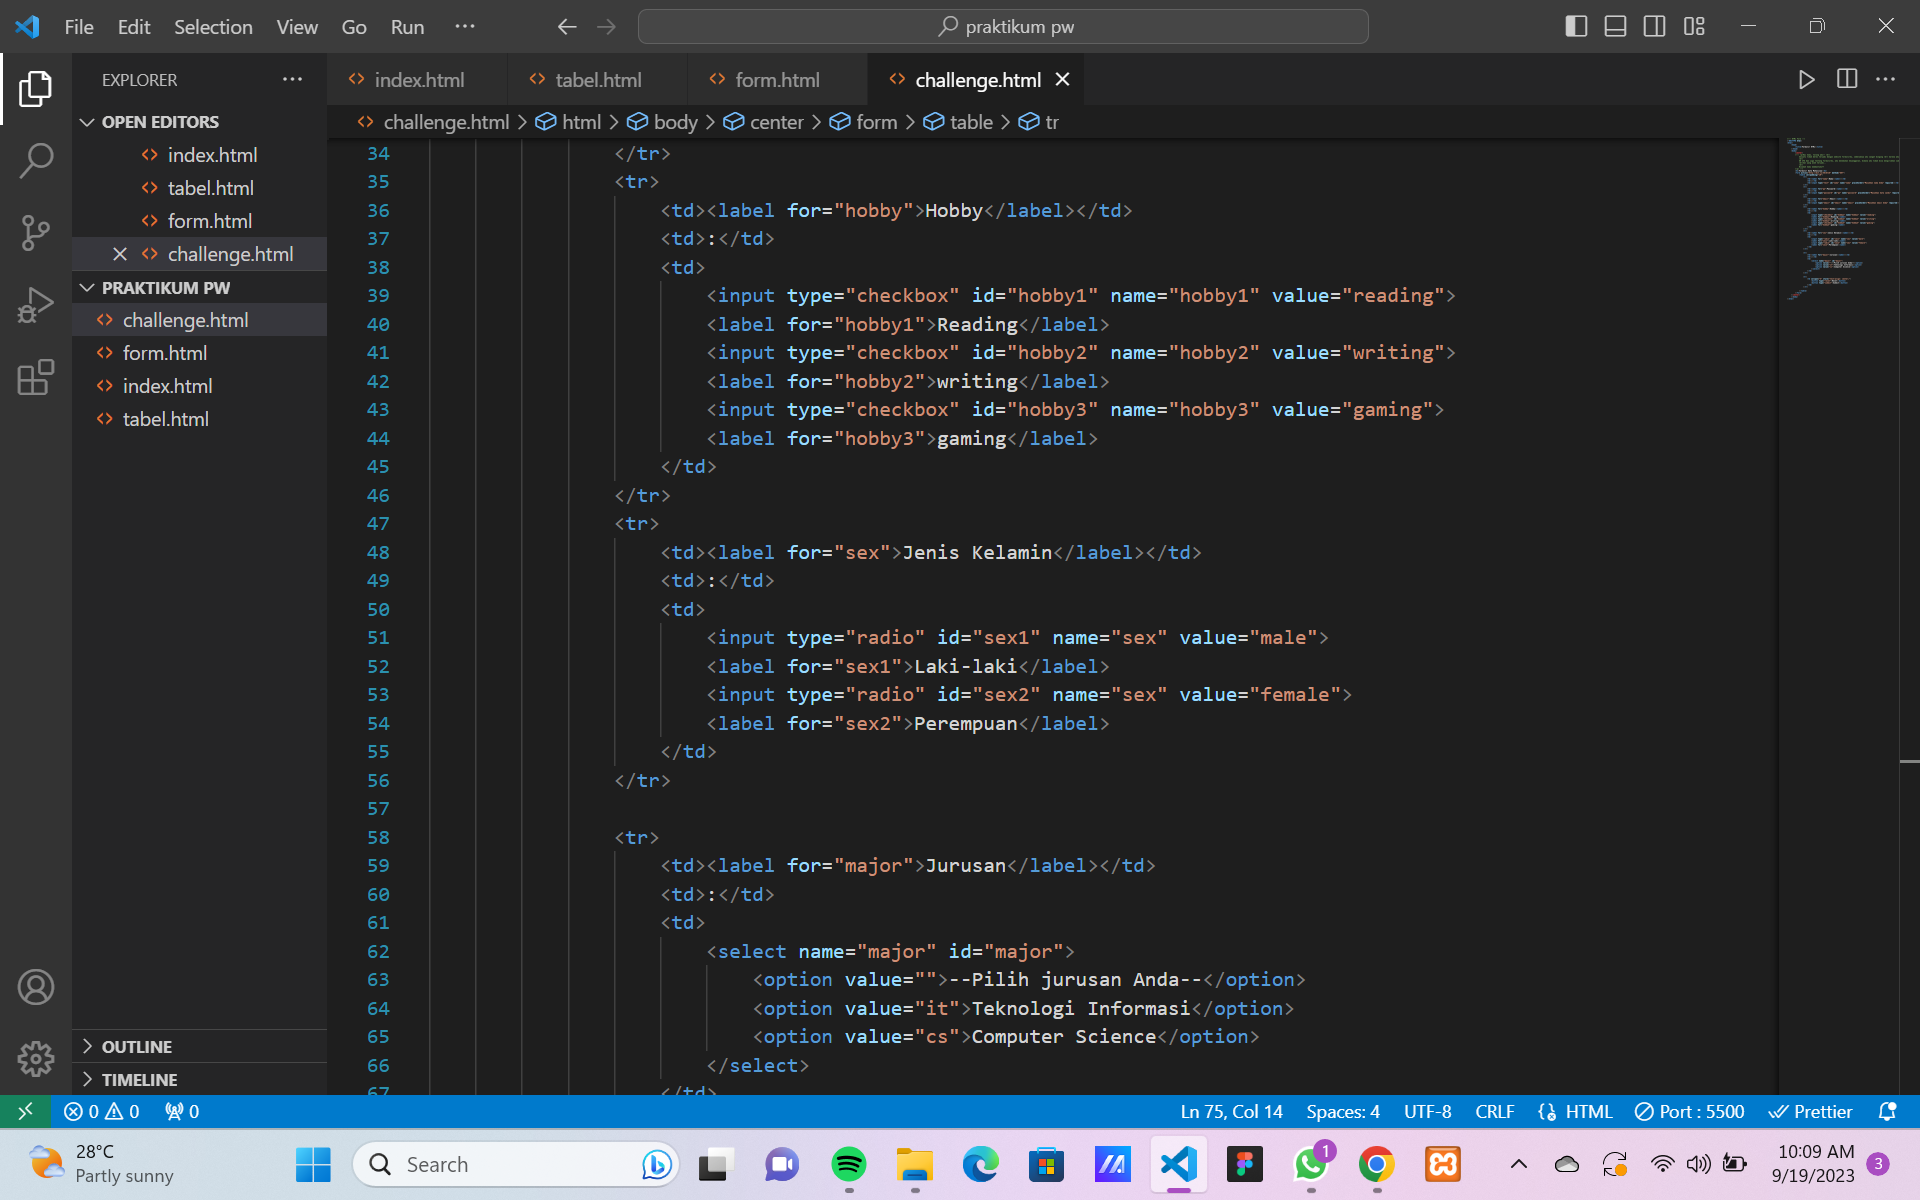 File Edit Selection View Go Run ···
praktikum pw
EXPLORER
OPEN EDITORS
index.html
tabel.html
form.html
challenge.html
PRAKTIKUM PW
challenge.html
form.html
index.html
tabel.html
OUTLINE
TIMELINE
index.html tabel.html form.html challenge.html
challenge.html > html > body > center > form > table > tr
34 </tr>
35 <tr>
36 <td><label for="hobby">Hobby</label></td>
37 <td>:</td>
38 <td>
39 <input type="checkbox" id="hobby1" name="hobby1" value="reading">
40 <label for="hobby1">Reading</label>
41 <input type="checkbox" id="hobby2" name="hobby2" value="writing">
42 <label for="hobby2">writing</label>
43 <input type="checkbox" id="hobby3" name="hobby3" value="gaming">
44 <label for="hobby3">gaming</label>
45 </td>
46 </tr>
47 <tr>
48 <td><label for="sex">Jenis Kelamin</label></td>
49 <td>:</td>
50 <td>
51 <input type="radio" id="sex1" name="sex" value="male">
52 <label for="sex1">Laki-laki</label>
53 <input type="radio" id="sex2" name="sex" value="female">
54 <label for="sex2">Perempuan</label>
55 </td>
56 </tr>
57
58 <tr>
59 <td><label for="major">Jurusan</label></td>
60 <td>:</td>
61 <td>
62 <select name="major" id="major">
63 <option value="">--Pilih jurusan Anda--</option>
64 <option value="it">Teknologi Informasi</option>
65 <option value="cs">Computer Science</option>
66 </select>
67 </td>
0 0 0 Ln 75, Col 14 Spaces: 4 UTF-8 CRLF HTML Port : 5500 Prettier
28°C
Partly sunny
Search
1
10:09 AM
9/19/2023
3